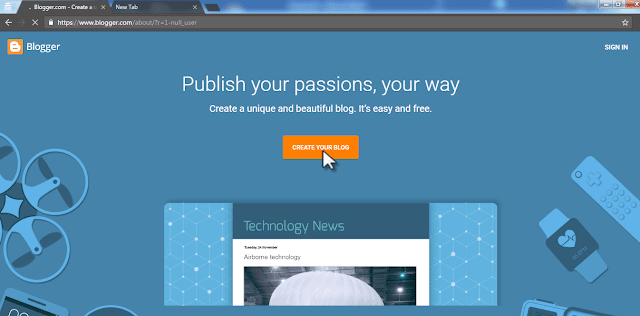 Blogger.com - Create a
New Tab
https://www.blogger.com/about/?r=1-null_user
Blogger
SIGN IN
Publish your passions, your way
Create a unique and beautiful blog. It's easy and free.
CREATE YOUR BLOG
Technology News
Tuesday, 24 November
Airborne technology